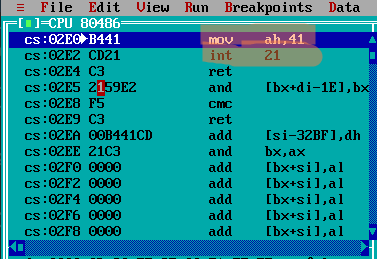 ≡ File Edit View Run Breakpoints Data
[■]-CPU 80486
cs:02E0►B441 mov ah,41
cs:02E2 CD21 int 21
cs:02E4 C3 ret
cs:02E5 2159E2 and [bx+di-1E],bx
cs:02E8 F5 cmc
cs:02E9 C3 ret
cs:02EA 00B441CD add [si-32BF],dh
cs:02EE 21C3 and bx,ax
cs:02F0 0000 add [bx+si],al
cs:02F2 0000 add [bx+si],al
cs:02F4 0000 add [bx+si],al
cs:02F6 0000 add [bx+si],al
cs:02F8 0000 add [bx+si],al